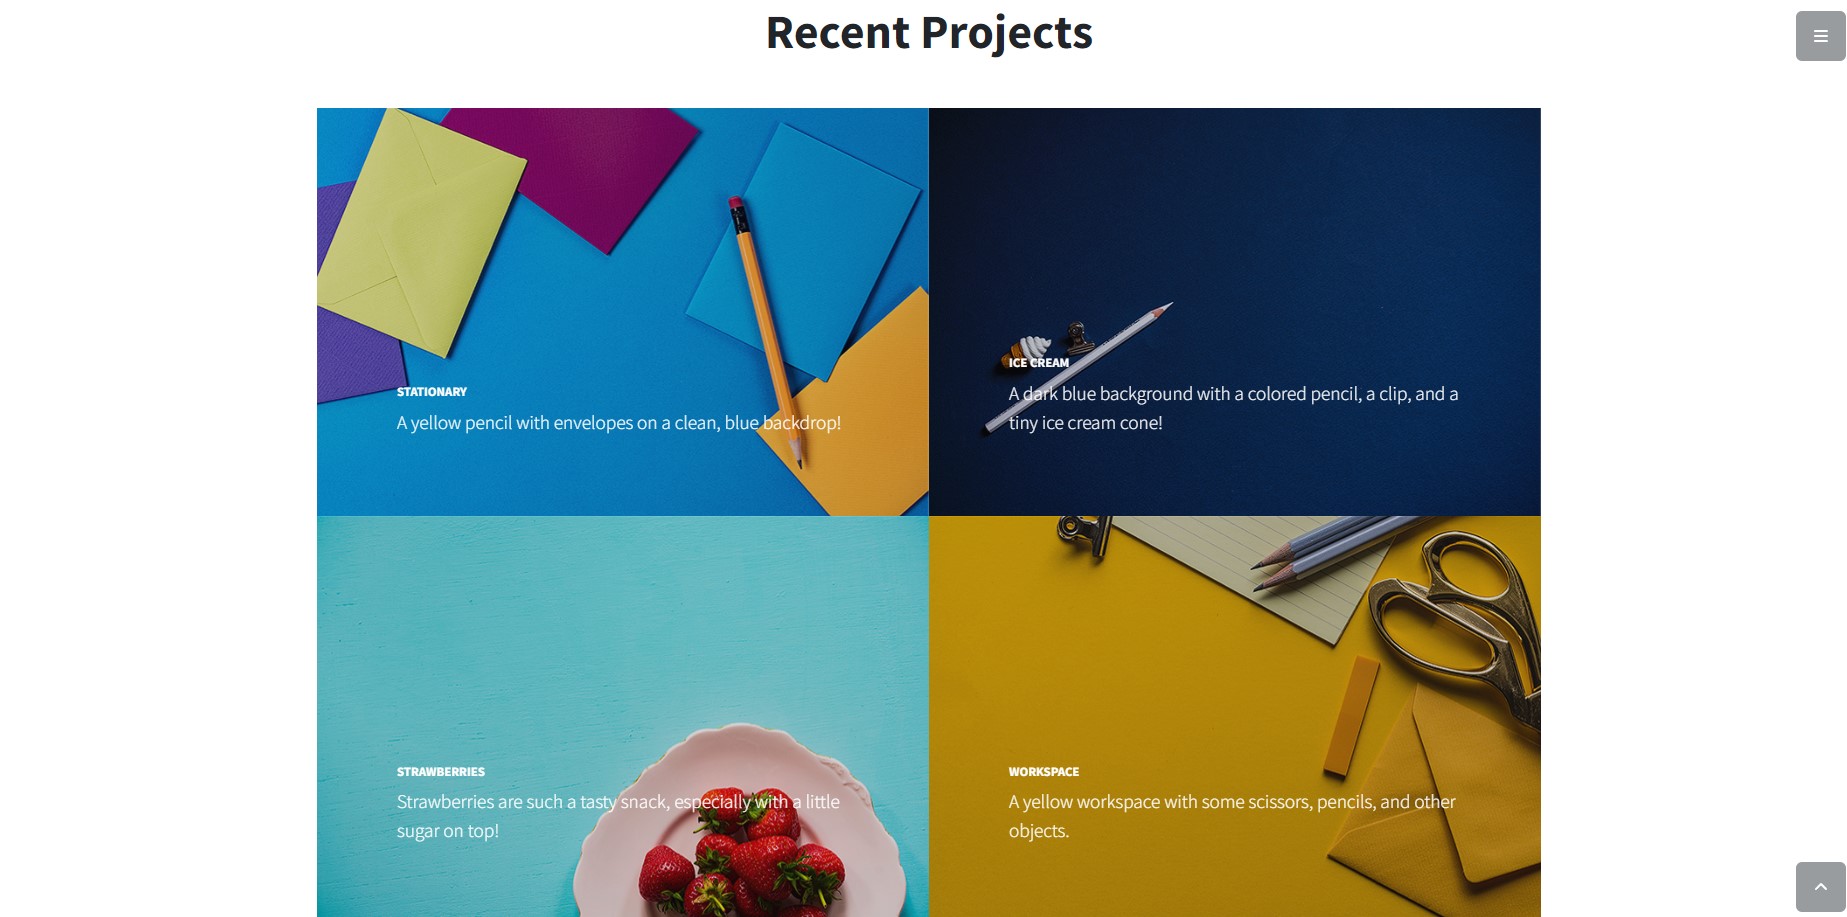 Recent Projects
STATIONARY
A yellow pencil with envelopes on a clean, blue backdrop!
ICE CREAM
A dark blue background with a colored pencil, a clip, and a
tiny ice cream cone!
STRAWBERRIES
Strawberries are such a tasty snack, especially with a little
sugar on top!
WORKSPACE
A yellow workspace with some scissors, pencils, and other
objects.